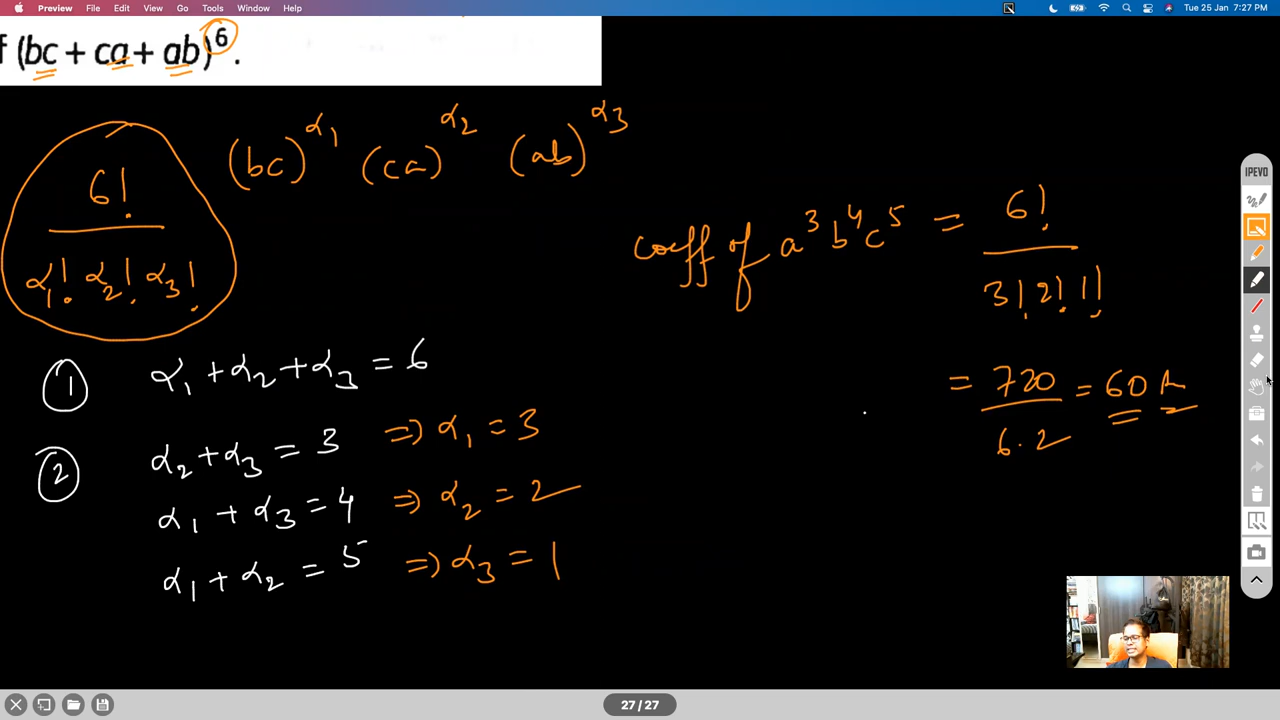 Preview File Edit View Go Tools Window Help Tue 25 Jan 7:27 PM
f (bc + ca + ab)⁶.
6! / α₁! α₂! α₃! (bc)^α₁ (ca)^α₂ (ab)^α₃
① α₁ + α₂ + α₃ = 6
② α₂ + α₃ = 3 ⇒ α₁ = 3
α₁ + α₃ = 4 ⇒ α₂ = 2
α₁ + α₂ = 5 ⇒ α₃ = 1
coeff of a³ b⁴ c⁵ = 6! / 3! 2! 1!
= 720 / 6·2 = 60
IPEVO
27 / 27